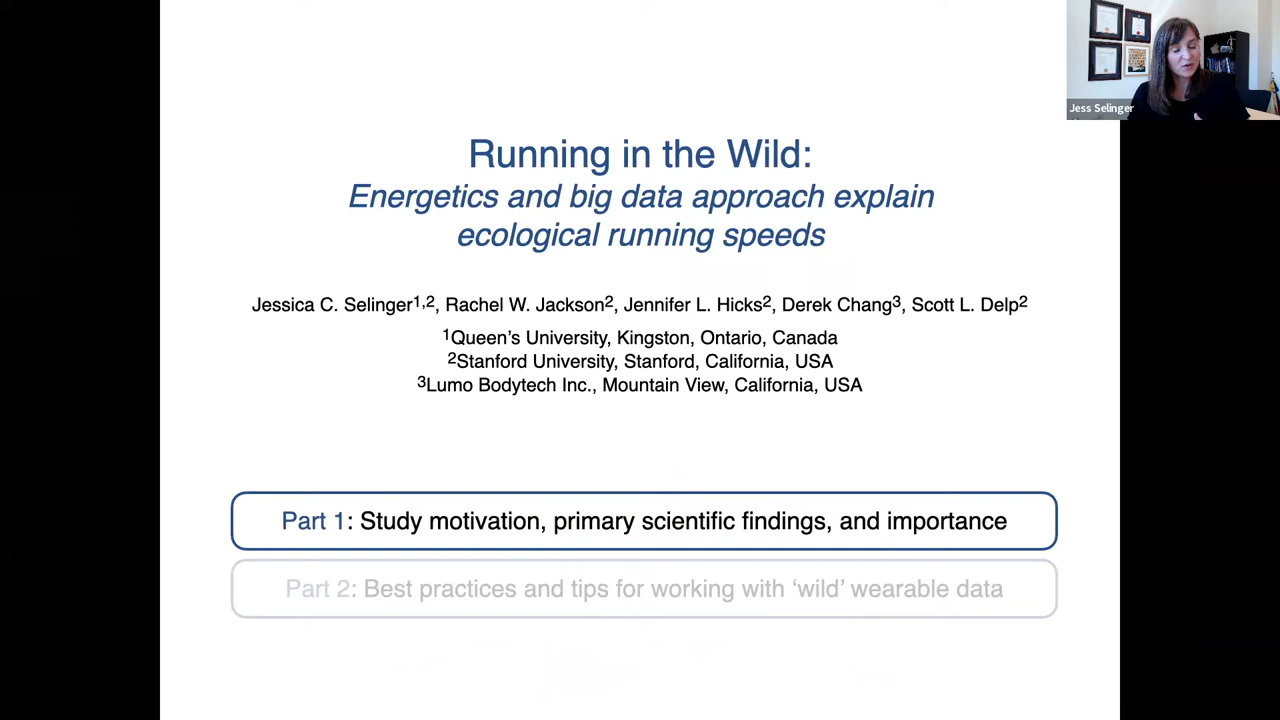 Jess Selinger
Running in the Wild:
Energetics and big data approach explain
ecological running speeds
Jessica C. Selinger1,2, Rachel W. Jackson2, Jennifer L. Hicks2, Derek Chang3, Scott L. Delp2
1Queen's University, Kingston, Ontario, Canada
2Stanford University, Stanford, California, USA
3Lumo Bodytech Inc., Mountain View, California, USA
Part 1: Study motivation, primary scientific findings, and importance
Part 2: Best practices and tips for working with ‘wild’ wearable data